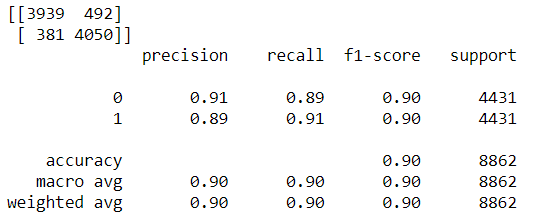 [[3939  492]
 [ 381 4050]]
              precision    recall  f1-score   support

           0       0.91      0.89      0.90      4431
           1       0.89      0.91      0.90      4431

    accuracy                           0.90      8862
   macro avg       0.90      0.90      0.90      8862
weighted avg       0.90      0.90      0.90      8862